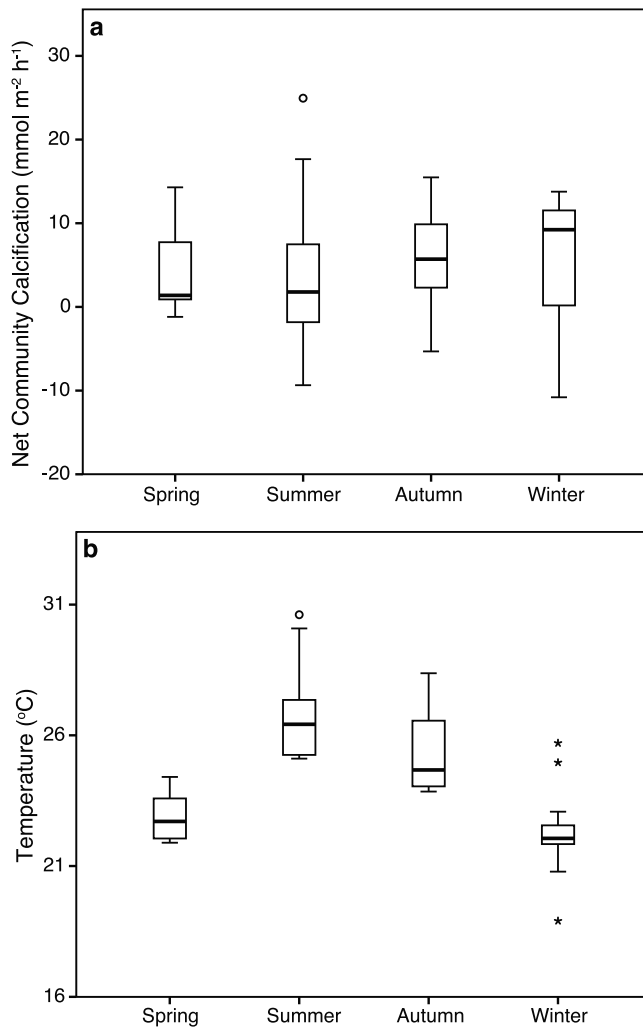 a
Net Community Calcification (mmol m⁻² h⁻¹)
30
20
10
0
-10
-20
Spring Summer Autumn Winter
b
Temperature (°C)
31
26
21
16
Spring Summer Autumn Winter